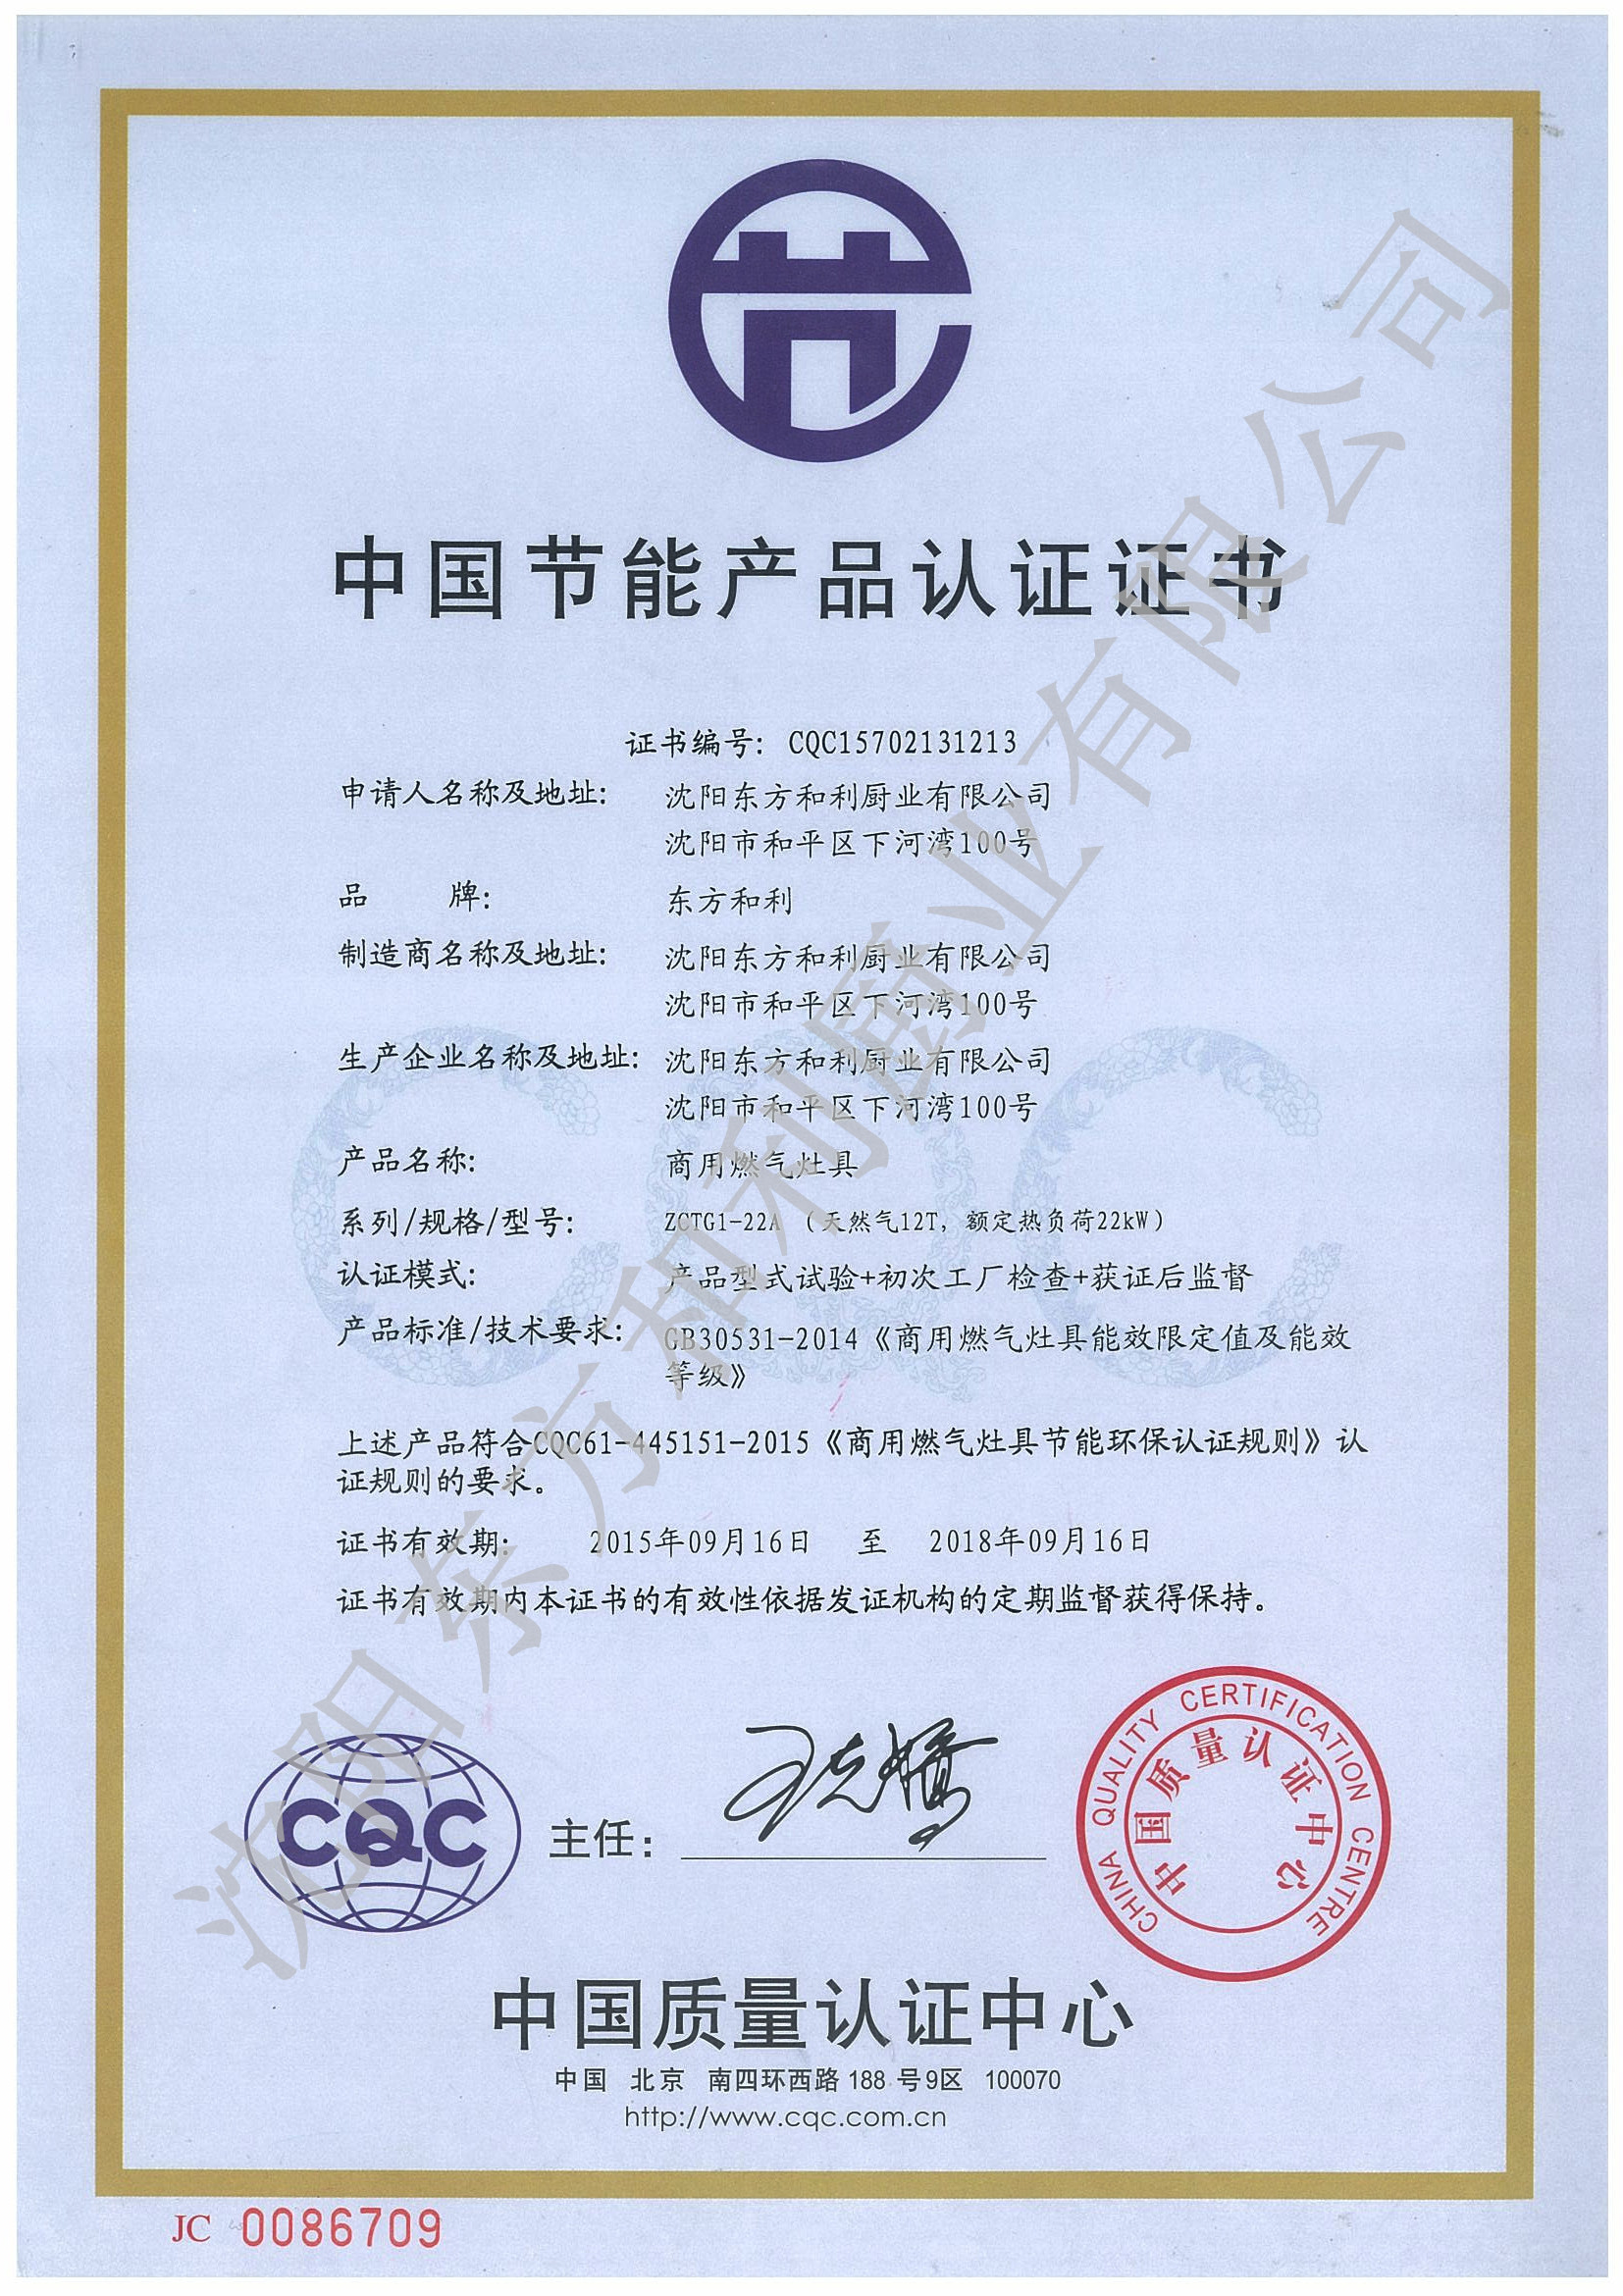 中国节能产品认证证书
证书编号: CQC15702131213
申请人名称及地址: 沈阳东方和利厨业有限公司
沈阳市和平区下河湾100号
品 牌: 东方和利
制造商名称及地址: 沈阳东方和利厨业有限公司
沈阳市和平区下河湾100号
生产企业名称及地址: 沈阳东方和利厨业有限公司
沈阳市和平区下河湾100号
产品名称: 商用燃气灶具
系列/规格/型号: ZCTG1-22A (天然气12T, 额定热负荷22kW)
认证模式: 产品型式试验+初次工厂检查+获证后监督
产品标准/技术要求: GB30531-2014《商用燃气灶具能效限定值及能效
等级》
上述产品符合CQC61-445151-2015《商用燃气灶具节能环保认证规则》认
证规则的要求。
证书有效期: 2015年09月16日 至 2018年09月16日
证书有效期内本证书的有效性依据发证机构的定期监督获得保持。
CQC
主任:
CHINA QUALITY CERTIFICATION CENTRE
中国质量认证中心
中国质量认证中心
中国 北京 南四环西路188号9区 100070
http://www.cqc.com.cn
JC 0086709
沈阳东方和利厨业有限公司
CQC